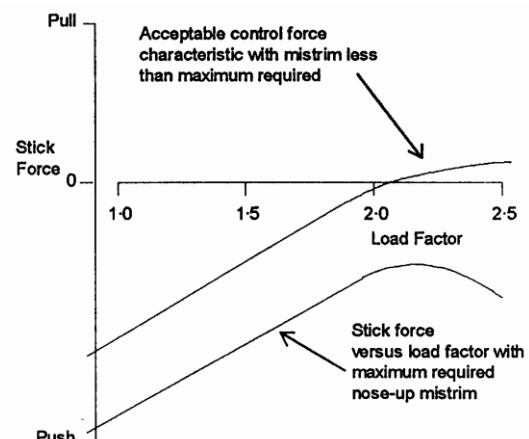 Pull
Acceptable control force
characteristic with mistrim less
than maximum required
Stick
Force 0
1·0 1·5 2·0 2·5
Load Factor
Stick force
versus load factor with
maximum required
nose-up mistrim
Push